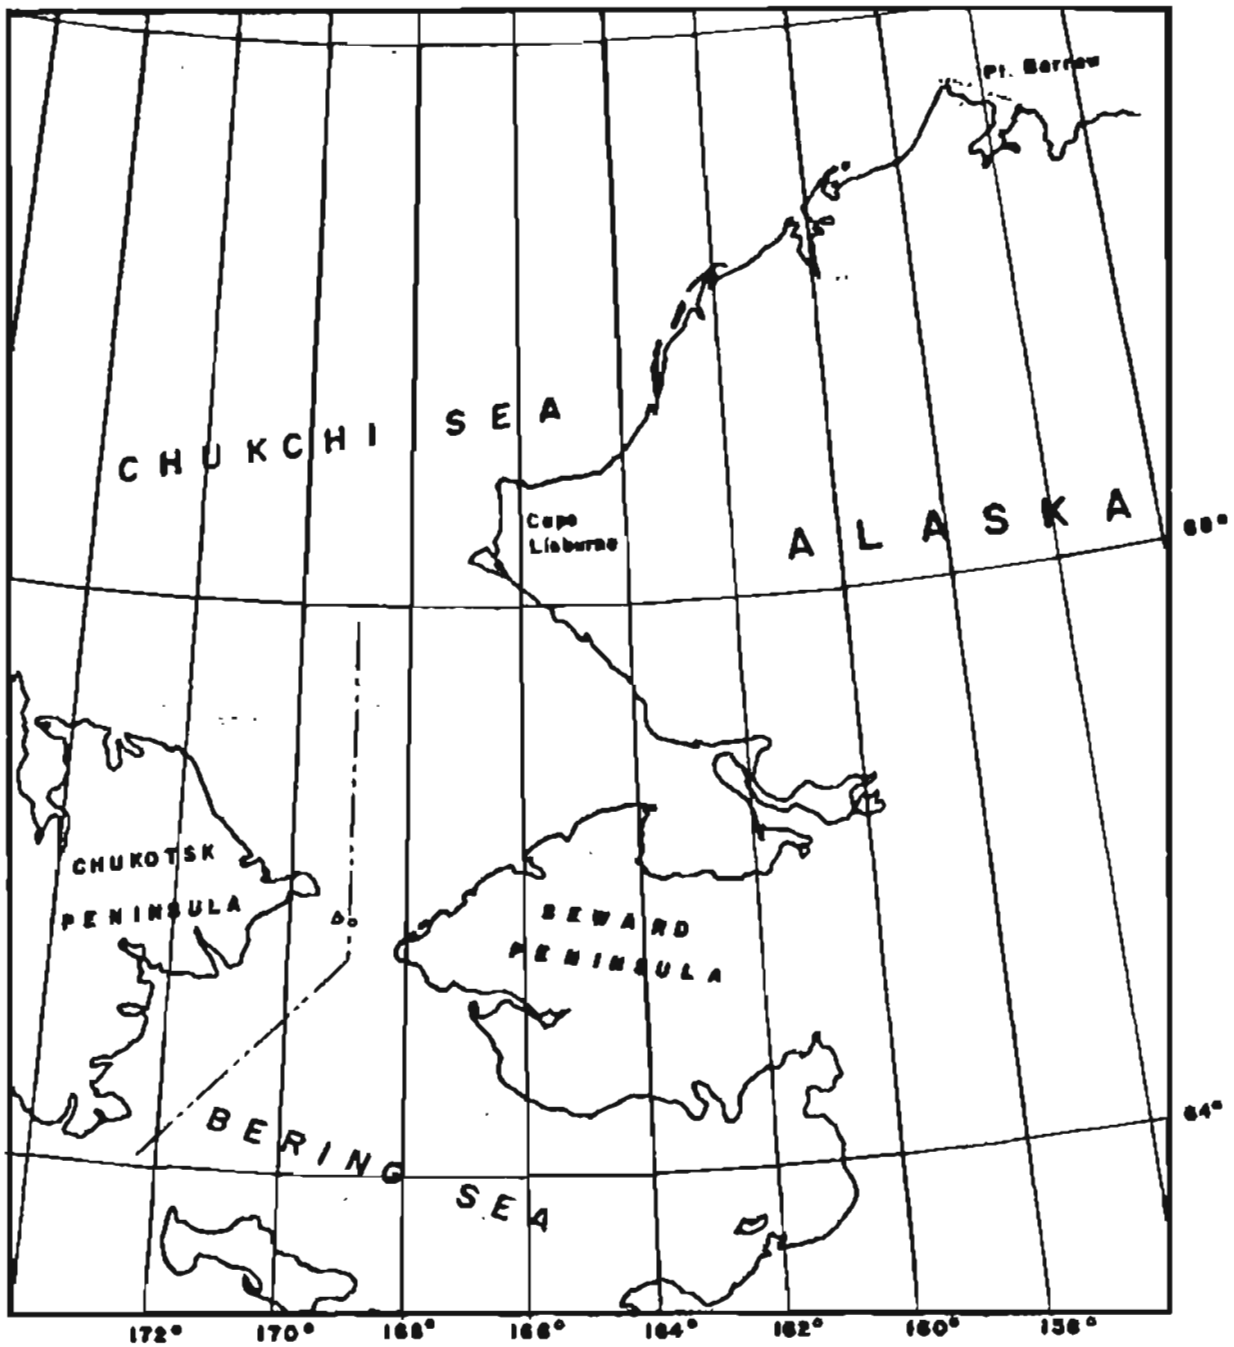 Pt. Barrow
CHUKCHI SEA
Cape
Lisburne
ALASKA
68°
CHUKOTSK
PENINSULA
SEWARD
PENINSULA
64°
BERING
SEA
172° 170° 168° 166° 164° 162° 160° 158°